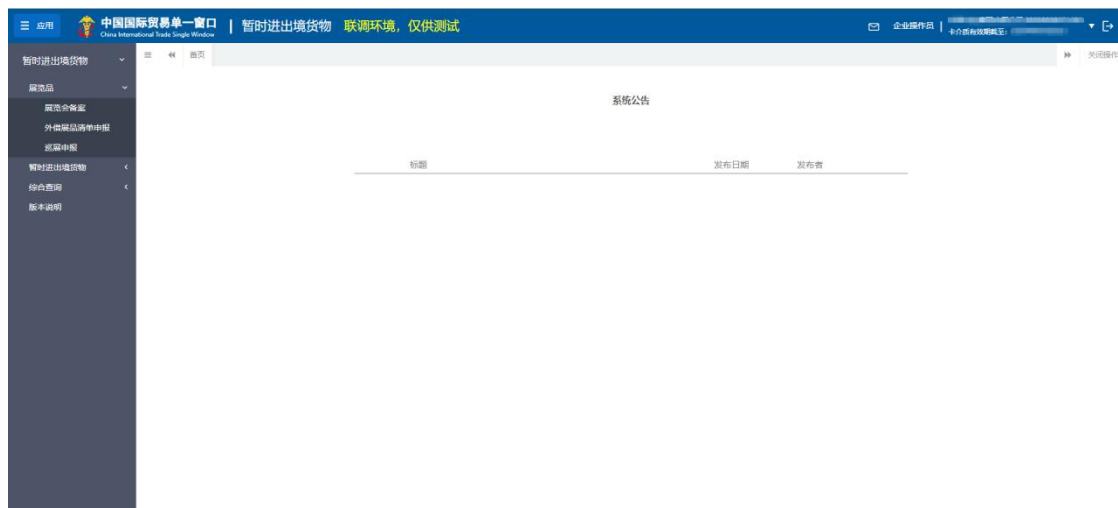 应用
中国国际贸易单一窗口
China International Trade Single Window
暂时进出境货物 联调环境，仅供测试
企业操作员
卡介质有效期截至：
暂时进出境货物
首页
关闭操作
展览品
展览会备案
外借展品清单申报
巡展申报
暂时进出境货物
综合查询
版本说明
系统公告
标题 发布日期 发布者